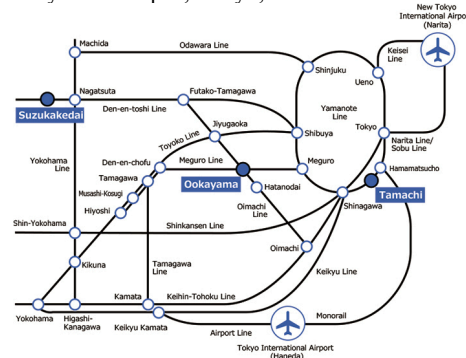 New Tokyo
International Airport
(Narita)
Machida
Odawara Line
Keisei
Line
Shinjuku
Ueno
Nagatsuta
Futako-Tamagawa
Suzukakedai
Den-en-toshi Line
Yamanote
Line
Jiyugaoka
Toyoko Line
Shibuya
Tokyo
Narita Line/
Sobu Line
Yokohama
Line
Den-en-chofu
Meguro Line
Meguro
Hamamatsucho
Tamagawa
Ookayama
Musashi-Kosugi
Hatanodai
Tamachi
Hiyoshi
Oimachi
Line
Shinagawa
Shin-Yokohama
Shinkansen Line
Oimachi
Kikuna
Tamagawa
Line
Keikyu Line
Kamata
Keihin-Tohoku Line
Yokohama
Higashi-
Kanagawa
Keikyu Kamata
Monorail
Airport Line
Tokyo International Airport
(Haneda)